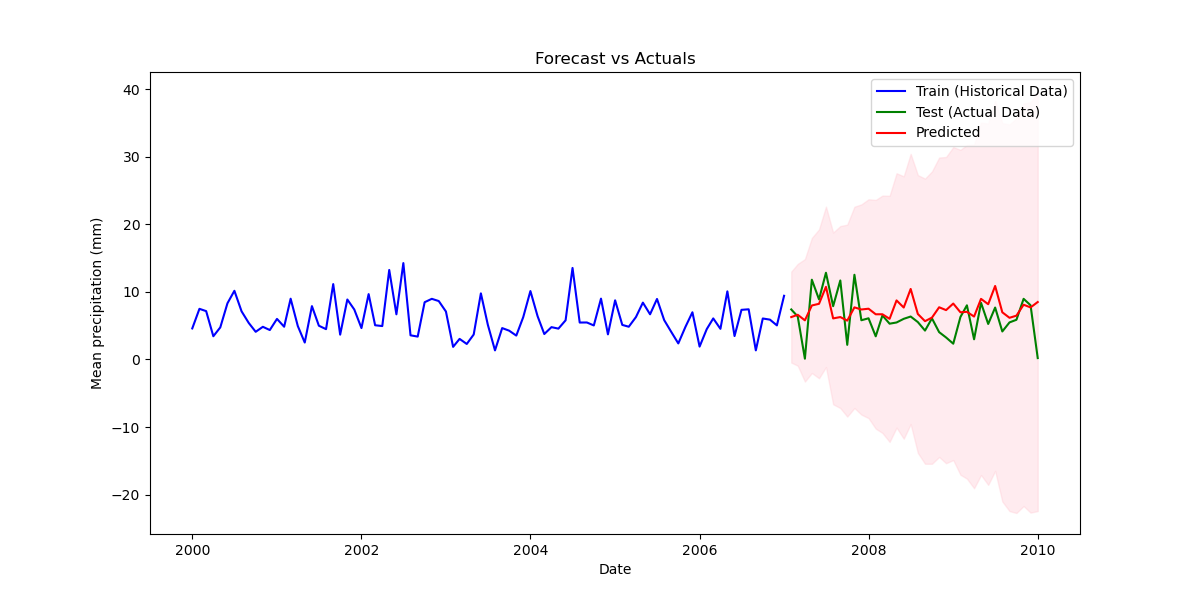 Forecast vs Actuals
Train (Historical Data)
Test (Actual Data)
Predicted
Mean precipitation (mm)
40
30
20
10
0
−10
−20
2000
2002
2004
2006
2008
2010
Date